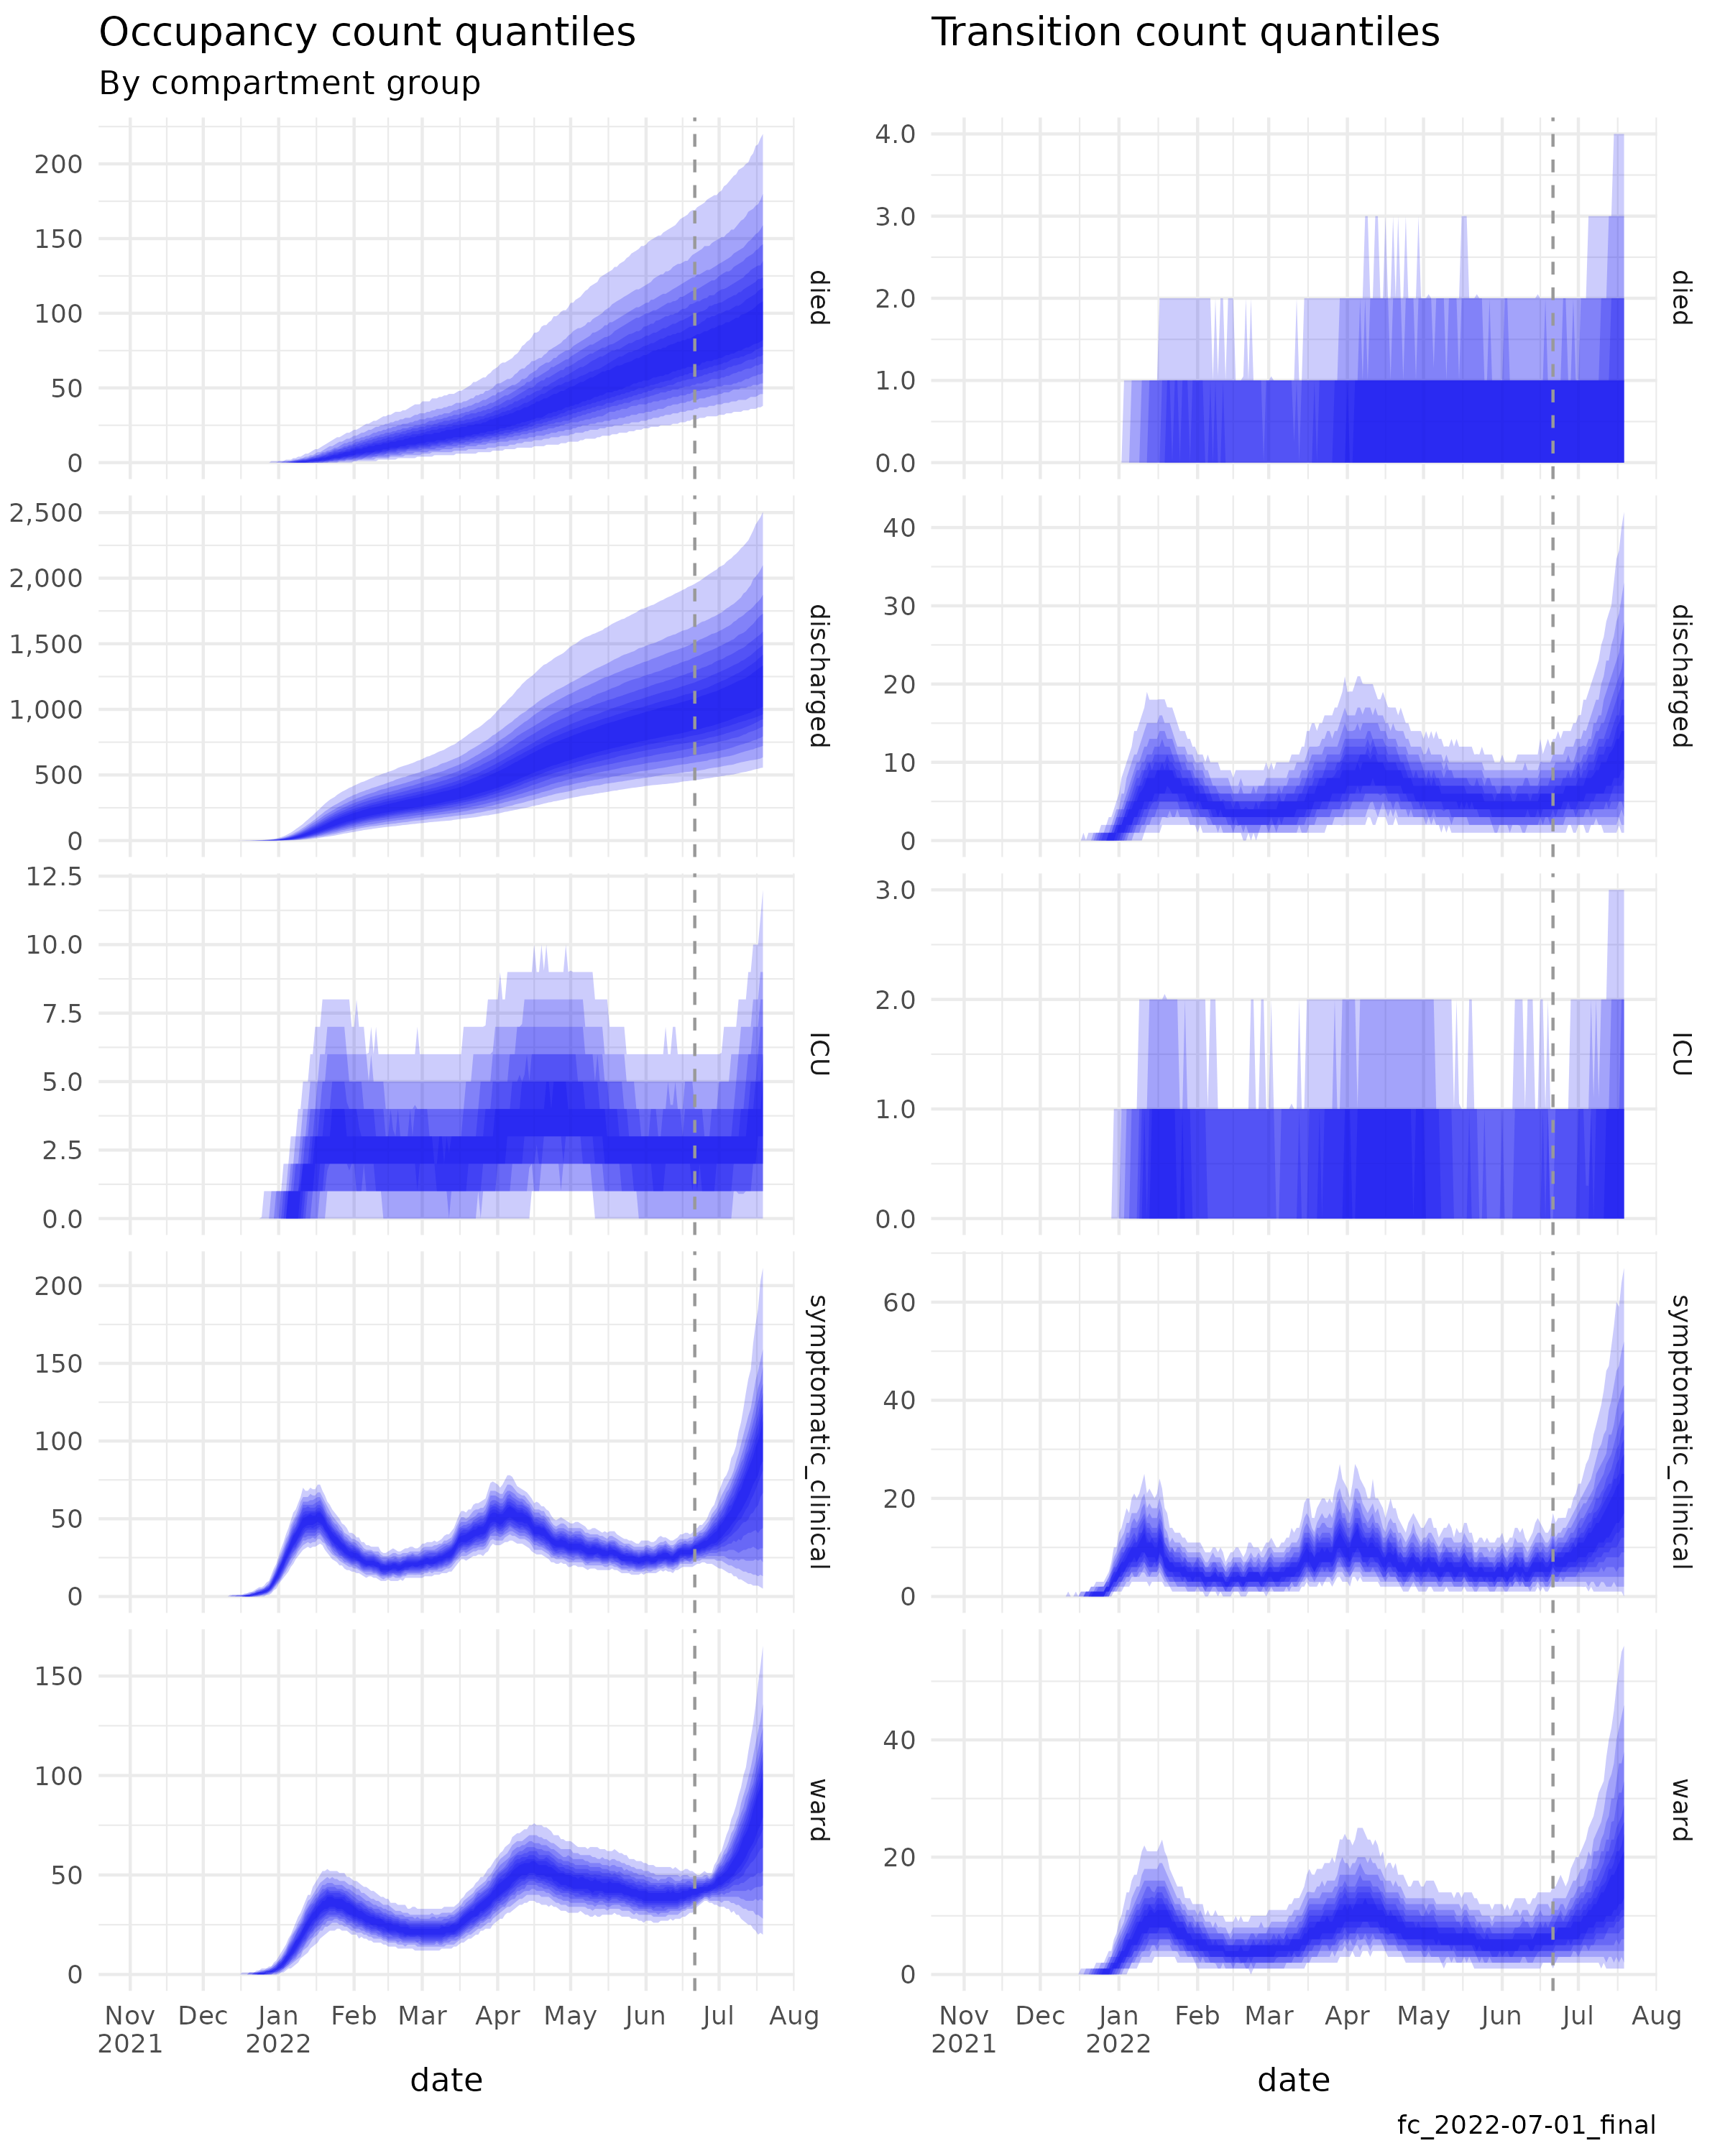 Occupancy count quantiles
By compartment group
200
150
100
50
0
died
2,500
2,000
1,500
1,000
500
0
discharged
12.5
10.0
7.5
5.0
2.5
0.0
ICU
200
150
100
50
0
symptomatic_clinical
150
100
50
0
ward
Nov Dec Jan Feb Mar Apr May Jun Jul Aug
2021 2022
date
Transition count quantiles
4.0
3.0
2.0
1.0
0.0
died
40
30
20
10
0
discharged
3.0
2.0
1.0
0.0
ICU
60
40
20
0
symptomatic_clinical
40
20
0
ward
Nov Dec Jan Feb Mar Apr May Jun Jul Aug
2021 2022
date
fc_2022-07-01_final